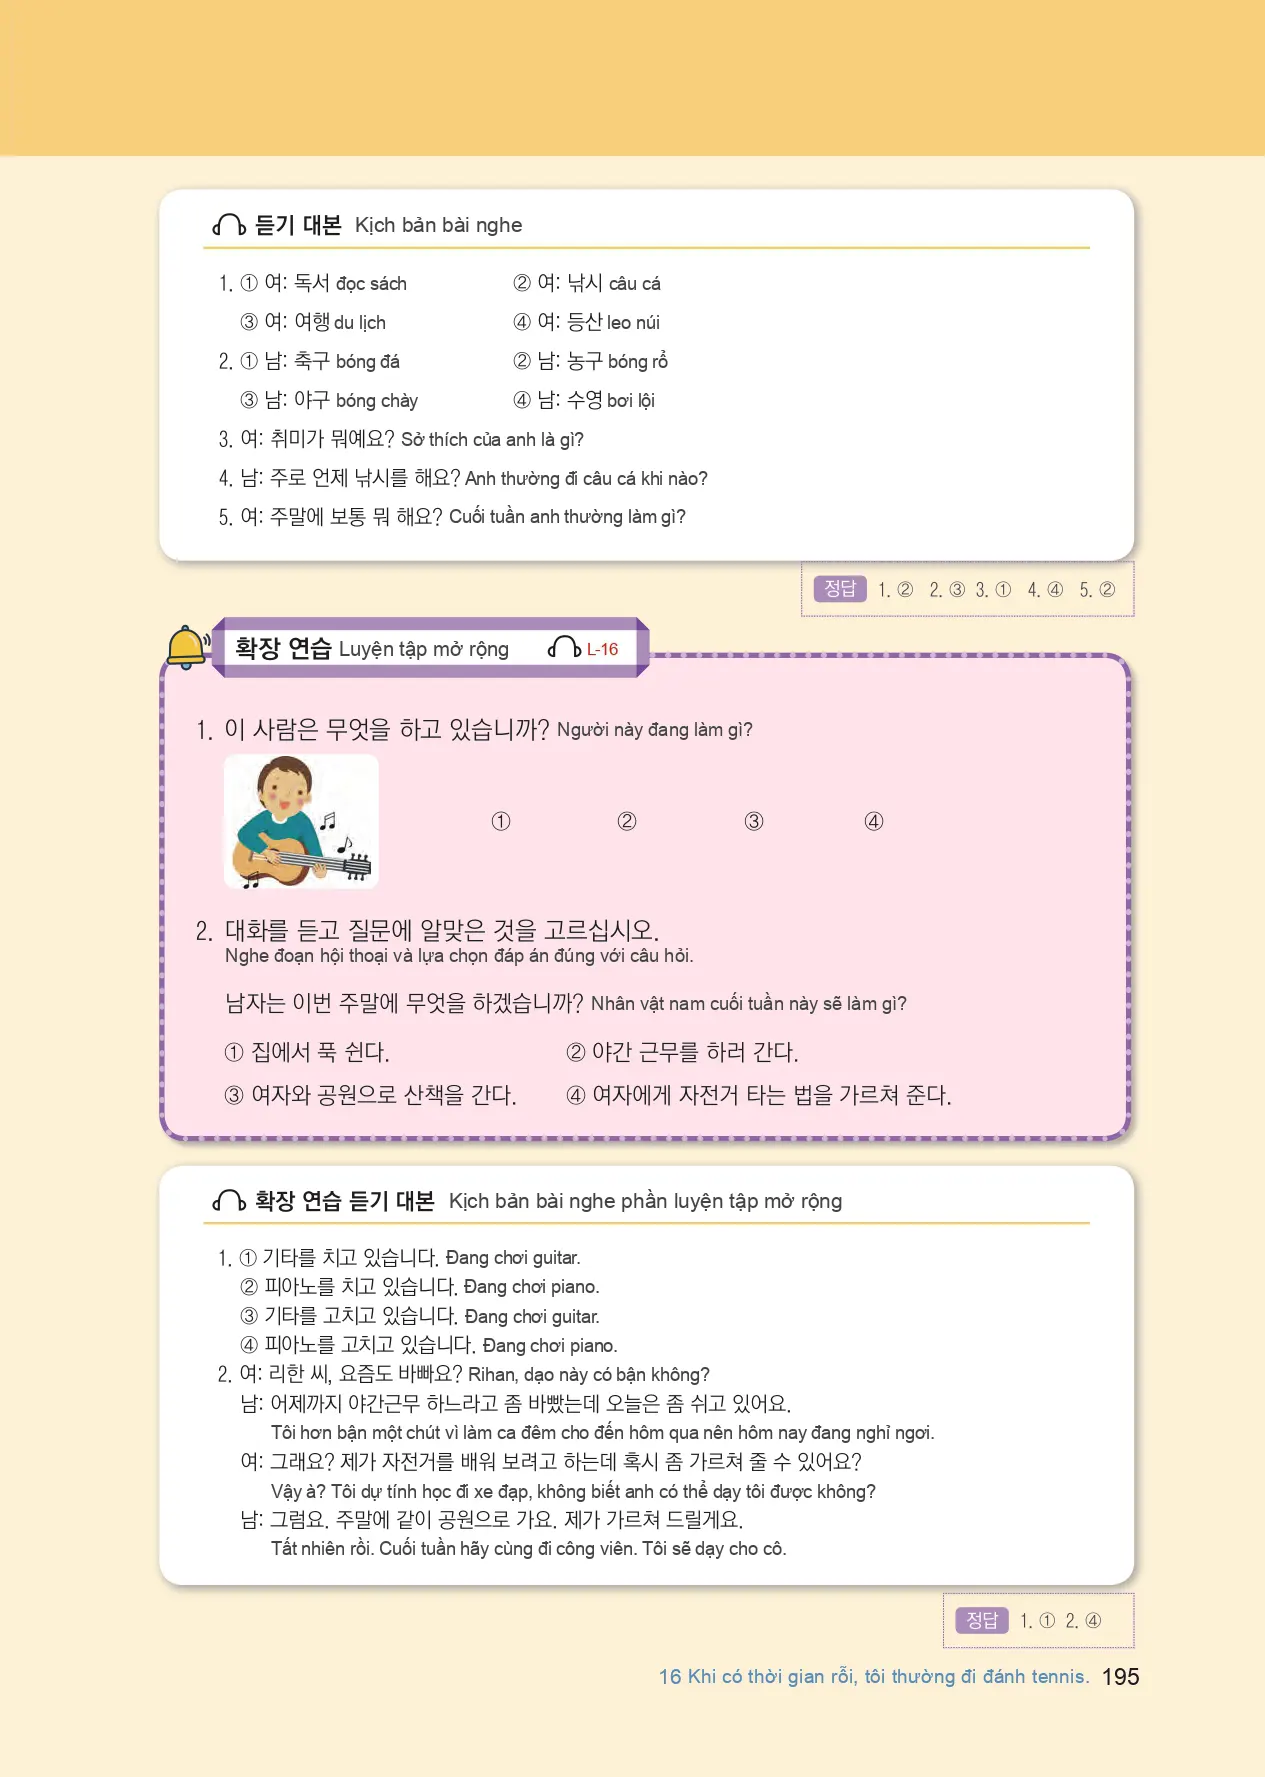 듣기 대본 Kịch bản bài nghe
1. ① 여: 독서 đọc sách ② 여: 낚시 câu cá
③ 여: 여행 du lịch ④ 여: 등산 leo núi
2. ① 남: 축구 bóng đá ② 남: 농구 bóng rổ
③ 남: 야구 bóng chày ④ 남: 수영 bơi lội
3. 여: 취미가 뭐예요? Sở thích của anh là gì?
4. 남: 주로 언제 낚시를 해요? Anh thường đi câu cá khi nào?
5. 여: 주말에 보통 뭐 해요? Cuối tuần anh thường làm gì?
정답 1. ② 2. ③ 3. ① 4. ④ 5. ②
확장 연습 Luyện tập mở rộng L-16
1. 이 사람은 무엇을 하고 있습니까? Người này đang làm gì?
① ② ③ ④
2. 대화를 듣고 질문에 알맞은 것을 고르십시오.
Nghe đoạn hội thoại và lựa chọn đáp án đúng với câu hỏi.
남자는 이번 주말에 무엇을 하겠습니까? Nhân vật nam cuối tuần này sẽ làm gì?
① 집에서 푹 쉰다. ② 야간 근무를 하러 간다.
③ 여자와 공원으로 산책을 간다. ④ 여자에게 자전거 타는 법을 가르쳐 준다.
확장 연습 듣기 대본 Kịch bản bài nghe phần luyện tập mở rộng
1. ① 기타를 치고 있습니다. Đang chơi guitar.
② 피아노를 치고 있습니다. Đang chơi piano.
③ 기타를 고치고 있습니다. Đang chơi guitar.
④ 피아노를 고치고 있습니다. Đang chơi piano.
2. 여: 리한 씨, 요즘도 바빠요? Rihan, dạo này có bận không?
남: 어제까지 야간근무 하느라고 좀 바빴는데 오늘은 좀 쉬고 있어요.
Tôi hơn bận một chút vì làm ca đêm cho đến hôm qua nên hôm nay đang nghỉ ngơi.
여: 그래요? 제가 자전거를 배워 보려고 하는데 혹시 좀 가르쳐 줄 수 있어요?
Vậy à? Tôi dự tính học đi xe đạp, không biết anh có thể dạy tôi được không?
남: 그럼요. 주말에 같이 공원으로 가요. 제가 가르쳐 드릴게요.
Tất nhiên rồi. Cuối tuần hãy cùng đi công viên. Tôi sẽ dạy cho cô.
정답 1. ① 2. ④
16 Khi có thời gian rỗi, tôi thường đi đánh tennis. 195